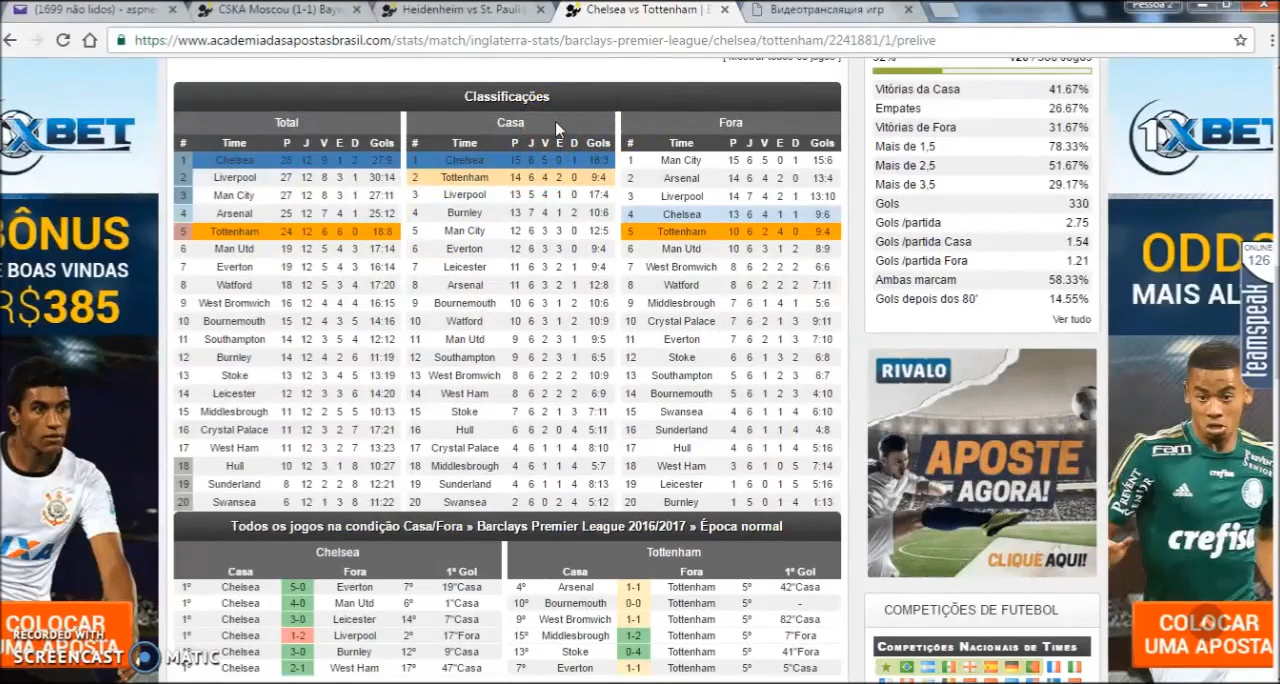 (1699 não lidos) - aspne
CSKA Moscou (1-1) Bay
Heidenheim vs St. Pauli
Chelsea vs Tottenham | E
Видеотрансляция игр
Pessoa 2
https://www.academiadasapostasbrasil.com/stats/match/inglaterra-stats/barclays-premier-league/chelsea/tottenham/2241881/1/prelive
Classificações
Total Casa Fora
# Time P J V E D Gols # Time P J V E D Gols # Time P J V E D Gols
1 Chelsea 28 12 9 1 2 27:9 1 Chelsea 15 6 5 0 1 18:3 1 Man City 15 6 5 0 1 15:6
2 Liverpool 27 12 8 3 1 30:14 2 Tottenham 14 6 4 2 0 9:4 2 Arsenal 14 6 4 2 0 13:4
3 Man City 27 12 8 3 1 27:11 3 Liverpool 13 5 4 1 0 17:4 3 Liverpool 14 7 4 2 1 13:10
4 Arsenal 25 12 7 4 1 25:12 4 Burnley 13 7 4 1 2 10:6 4 Chelsea 13 6 4 1 1 9:6
5 Tottenham 24 12 6 6 0 18:8 5 Man City 12 6 3 3 0 12:5 5 Tottenham 10 6 2 4 0 9:4
6 Man Utd 19 12 5 4 3 17:14 6 Everton 12 6 3 3 0 9:4 6 Man Utd 10 6 3 1 2 8:9
7 Everton 19 12 5 4 3 16:14 7 Leicester 11 6 3 2 1 9:4 7 West Bromwich 8 6 2 2 2 6:6
8 Watford 18 12 5 3 4 17:20 8 Arsenal 11 6 3 2 1 12:8 8 Watford 8 6 2 2 2 7:11
9 West Bromwich 16 12 4 4 4 16:15 9 Bournemouth 10 6 3 1 2 10:6 9 Middlesbrough 7 6 1 4 1 5:6
10 Bournemouth 15 12 4 3 5 14:16 10 Watford 10 6 3 1 2 10:9 10 Crystal Palace 7 6 2 1 3 9:11
11 Southampton 14 12 3 5 4 12:12 11 Man Utd 9 6 2 3 1 9:5 11 Everton 7 6 2 1 3 7:10
12 Burnley 14 12 4 2 6 11:19 12 Southampton 9 6 2 3 1 6:5 12 Stoke 6 6 1 3 2 6:8
13 Stoke 13 12 3 4 5 13:19 13 West Bromwich 8 6 2 2 2 10:9 13 Southampton 5 6 1 2 3 6:7
14 Leicester 12 12 3 3 6 14:20 14 West Ham 8 6 2 2 2 6:9 14 Bournemouth 5 6 1 2 3 4:10
15 Middlesbrough 11 12 2 5 5 10:13 15 Stoke 7 6 2 1 3 7:11 15 Swansea 4 6 1 1 4 6:10
16 Crystal Palace 11 12 3 2 7 17:21 16 Hull 6 6 2 0 4 5:11 16 Sunderland 4 6 1 1 4 4:8
17 West Ham 11 12 3 2 7 13:23 17 Crystal Palace 4 6 1 1 4 8:10 17 Hull 4 6 1 1 4 5:16
18 Hull 10 12 3 1 8 10:27 18 Middlesbrough 4 6 1 1 4 5:7 18 West Ham 3 6 1 0 5 7:14
19 Sunderland 8 12 2 2 8 12:21 19 Sunderland 4 6 1 1 4 8:13 19 Leicester 1 6 0 1 5 5:16
20 Swansea 6 12 1 3 8 11:22 20 Swansea 2 6 0 2 4 5:12 20 Burnley 1 5 0 1 4 1:13
Todos os jogos na condição Casa/Fora » Barclays Premier League 2016/2017 » Época normal
Chelsea Tottenham
Casa Fora 1º Gol Casa Fora 1º Gol
1º Chelsea 5-0 Everton 7º 19"Casa 4º Arsenal 1-1 Tottenham 5º 42"Casa
1º Chelsea 4-0 Man Utd 6º 1"Casa 10º Bournemouth 0-0 Tottenham 5º -
1º Chelsea 3-0 Leicester 14º 7"Casa 9º West Bromwich 1-1 Tottenham 5º 82"Casa
1º Chelsea 1-2 Liverpool 2º 17"Fora 15º Middlesbrough 1-2 Tottenham 5º 7"Fora
1º Chelsea 3-0 Burnley 12º 9"Casa 13º Stoke 0-4 Tottenham 5º 41"Fora
1º Chelsea 2-1 West Ham 17º 47"Casa 7º Everton 1-1 Tottenham 5º 5"Casa
Vitórias da Casa 41.67%
Empates 26.67%
Vitórias de Fora 31.67%
Mais de 1,5 78.33%
Mais de 2,5 51.67%
Mais de 3,5 29.17%
Gols 330
Gols /partida 2.75
Gols /partida Casa 1.54
Gols /partida Fora 1.21
Ambas marcam 58.33%
Gols depois dos 80' 14.55%
Ver tudo
RIVALO
APOSTE
AGORA!
CLIQUE AQUI!
COMPETIÇÕES DE FUTEBOL
Competições Nacionais de Times
XBET
BÔNUS
E BOAS VINDAS
R$385
COLOCAR
UMA APOSTA
RECORDED WITH
SCREENCAST MATIC
1XBET
ODD
MAIS AL
ONLINE
126
teamspeak
FAM
PREVENT SENIOR
crefisa
crefisa
COLOCAR
UMA APOSTA